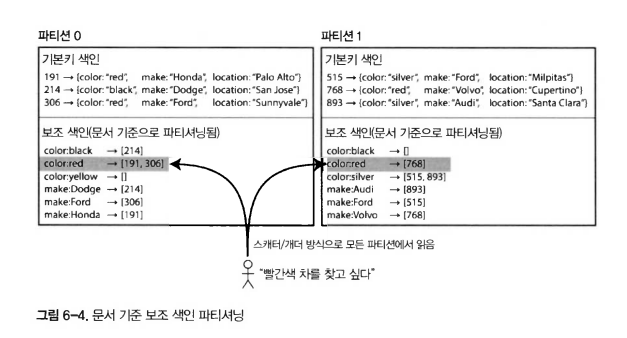 파티션 0
기본키 색인
191 → {color: "red", make: "Honda", location: "Palo Alto"}
214 → {color: "black", make: "Dodge", location: "San Jose"}
306 → {color: "red", make: "Ford", location: "Sunnyvale"}
보조 색인(문서 기준으로 파티셔닝됨)
color:black → [214]
color:red → [191, 306]
color:yellow → []
make:Dodge → [214]
make:Ford → [306]
make:Honda → [191]
파티션 1
기본키 색인
515 → {color: "silver", make: "Ford", location: "Milpitas"}
768 → {color: "red", make: "Volvo", location: "Cupertino"}
893 → {color: "silver", make: "Audi", location: "Santa Clara"}
보조 색인(문서 기준으로 파티셔닝됨)
color:black → []
color:red → [768]
color:silver → [515, 893]
make:Audi → [893]
make:Ford → [515]
make:Volvo → [768]
스캐터/개더 방식으로 모든 파티션에서 읽음
"빨간색 차를 찾고 싶다"
그림 6-4. 문서 기준 보조 색인 파티셔닝